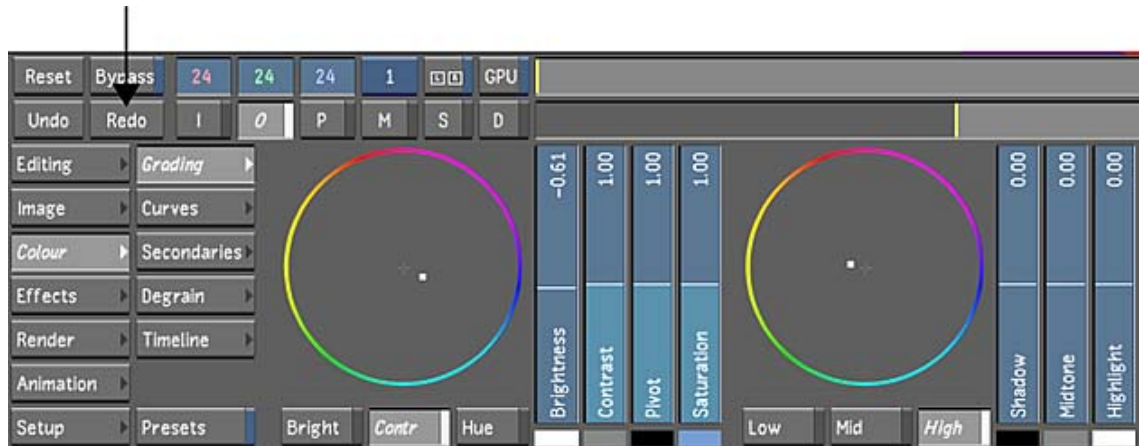 Reset Bypass 24 24 24 1 L R GPU
Undo Redo I O P M S D
Editing Grading
Image Curves
Colour Secondaries
Effects Degrain
Render Timeline
Animation
Setup Presets
Bright Contr Hue
-0.61 Brightness
1.00 Contrast
1.00 Pivot
1.00 Saturation
Low Mid High
0.00 Shadow
0.00 Midtone
0.00 Highlight